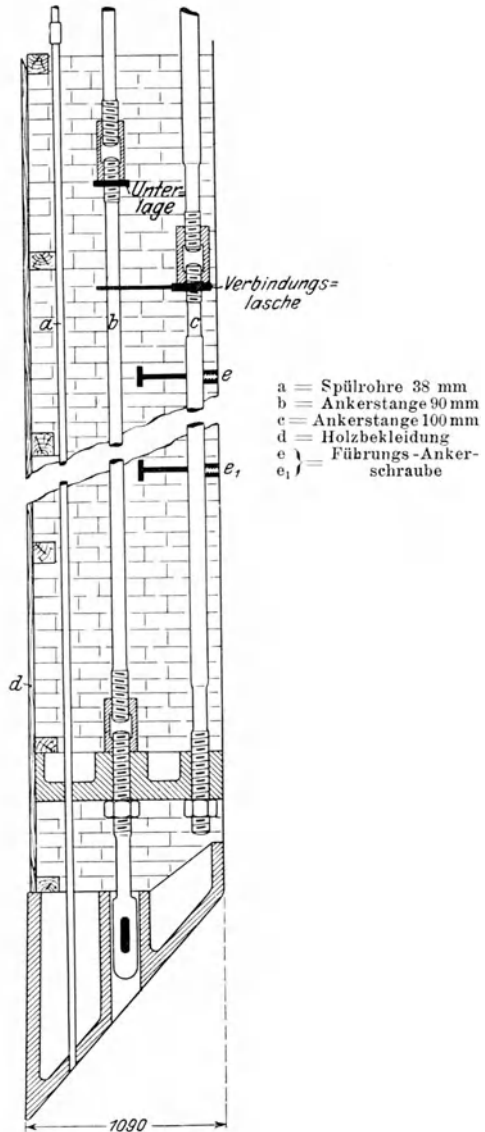 Unter=
lage
Verbindungs=
lasche
a
b
c
e
e₁
d
a = Spülrohre 38 mm
b = Ankerstange 90 mm
c = Ankerstange 100 mm
d = Holzbekleidung
e
e₁ } = Führungs-Anker-
schraube
1090